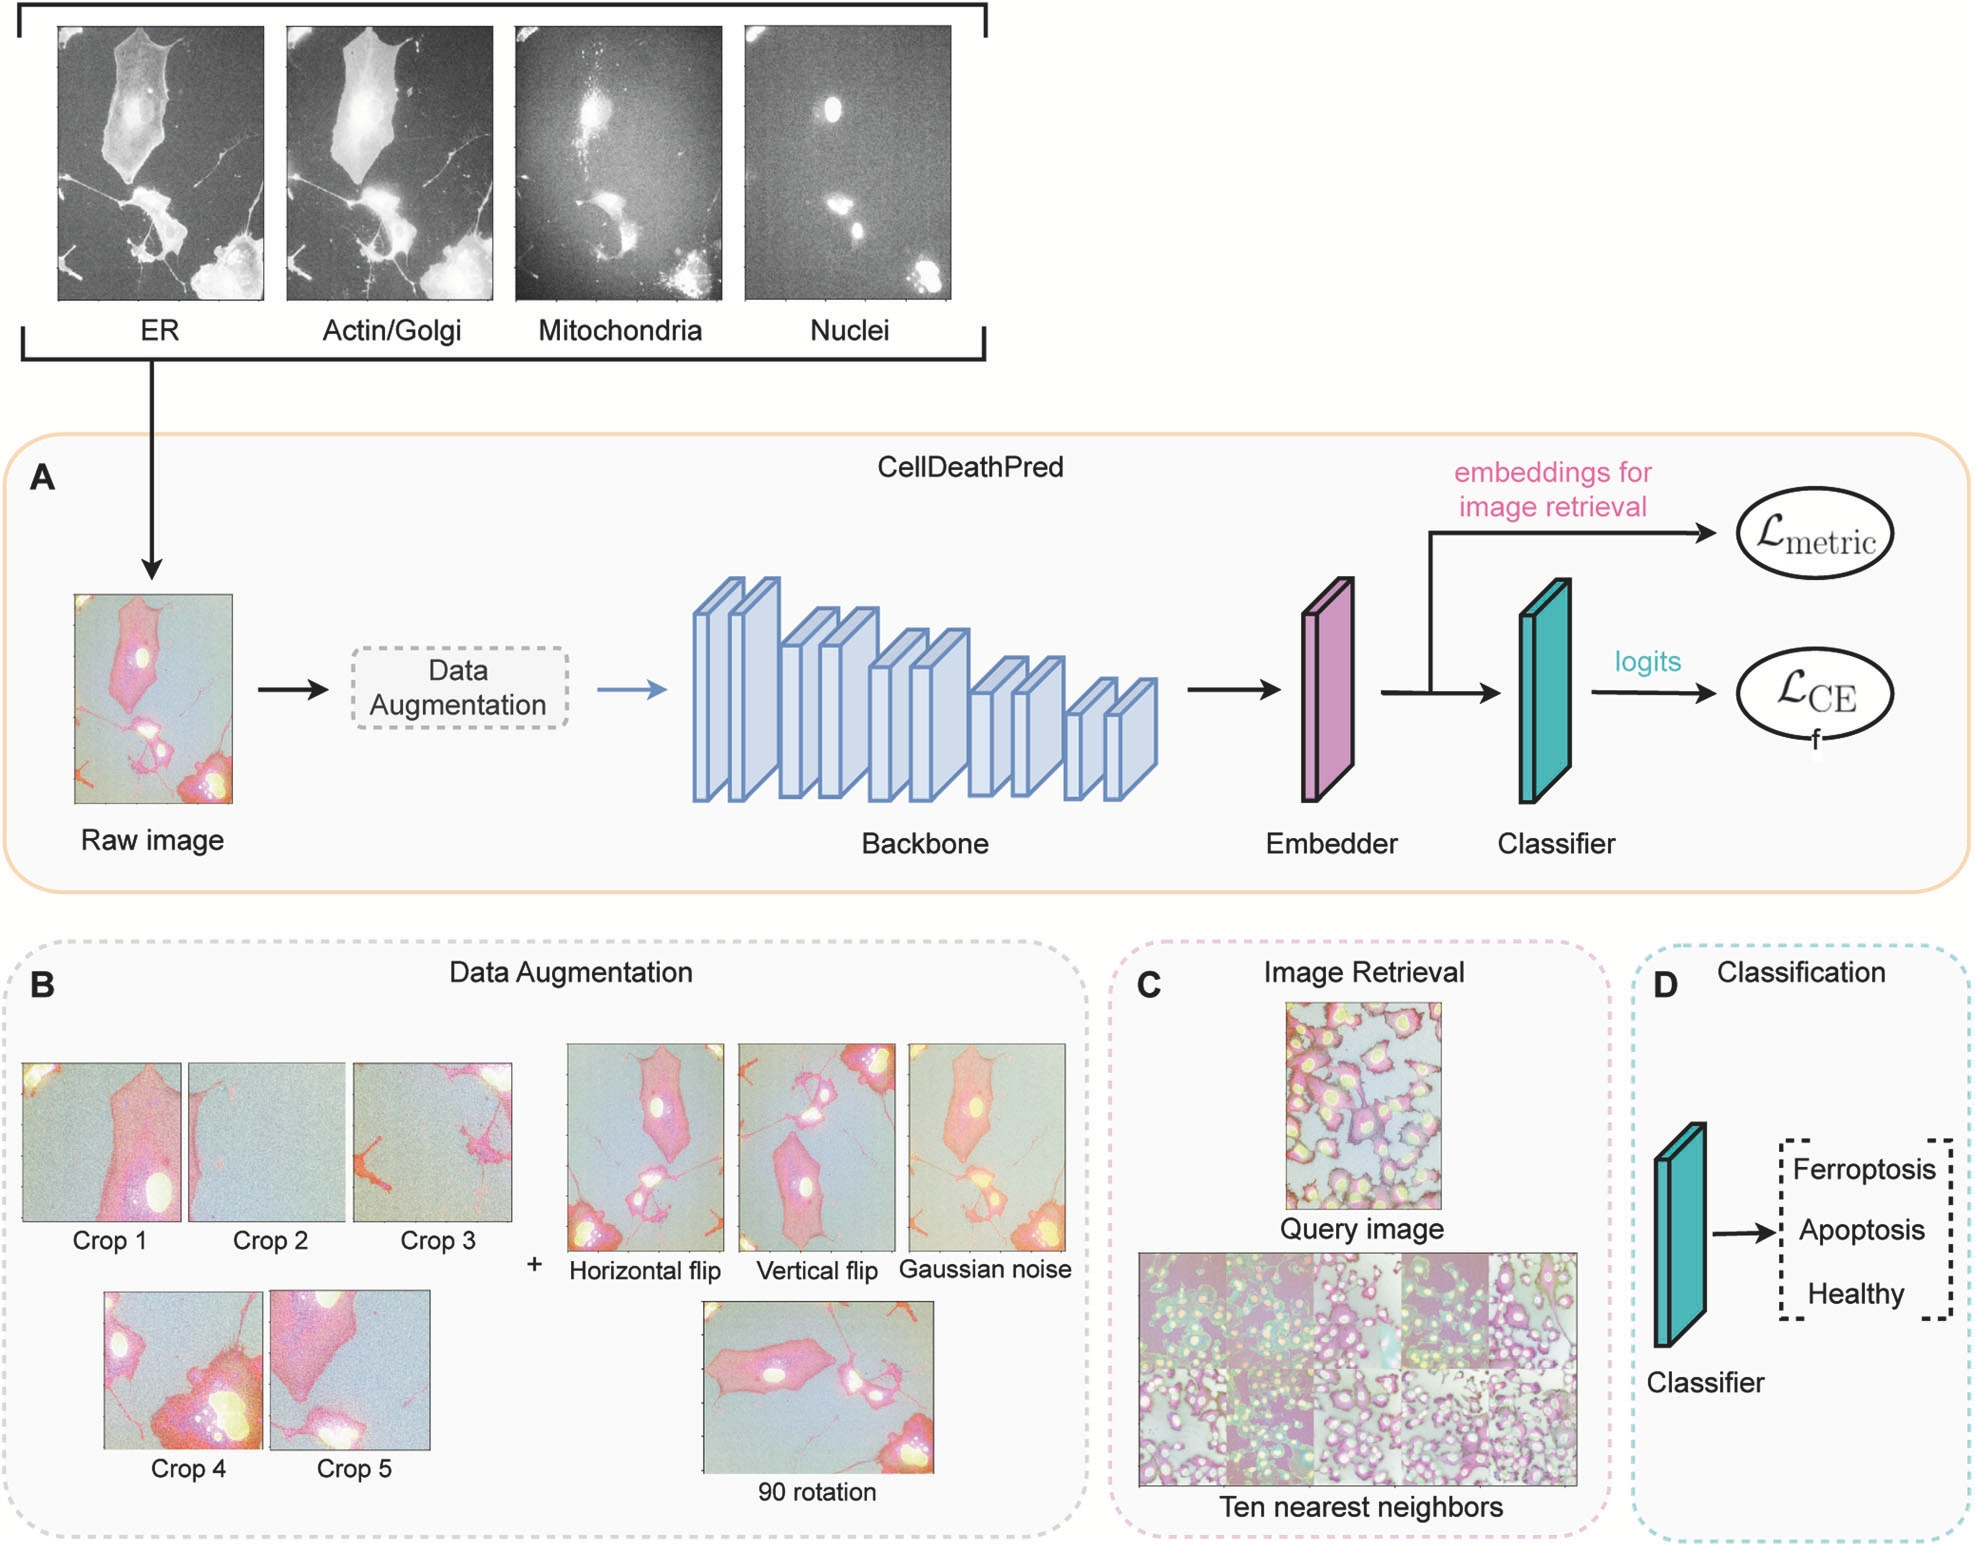 ER
Actin/Golgi
Mitochondria
Nuclei
A
CellDeathPred
embeddings for
image retrieval
ℒmetric
Data
Augmentation
logits
ℒCE
f
Raw image
Backbone
Embedder
Classifier
B
Data Augmentation
Crop 1
Crop 2
Crop 3
+
Horizontal flip
Vertical flip
Gaussian noise
Crop 4
Crop 5
90 rotation
C
Image Retrieval
Query image
Ten nearest neighbors
D
Classification
Ferroptosis
Apoptosis
Healthy
Classifier